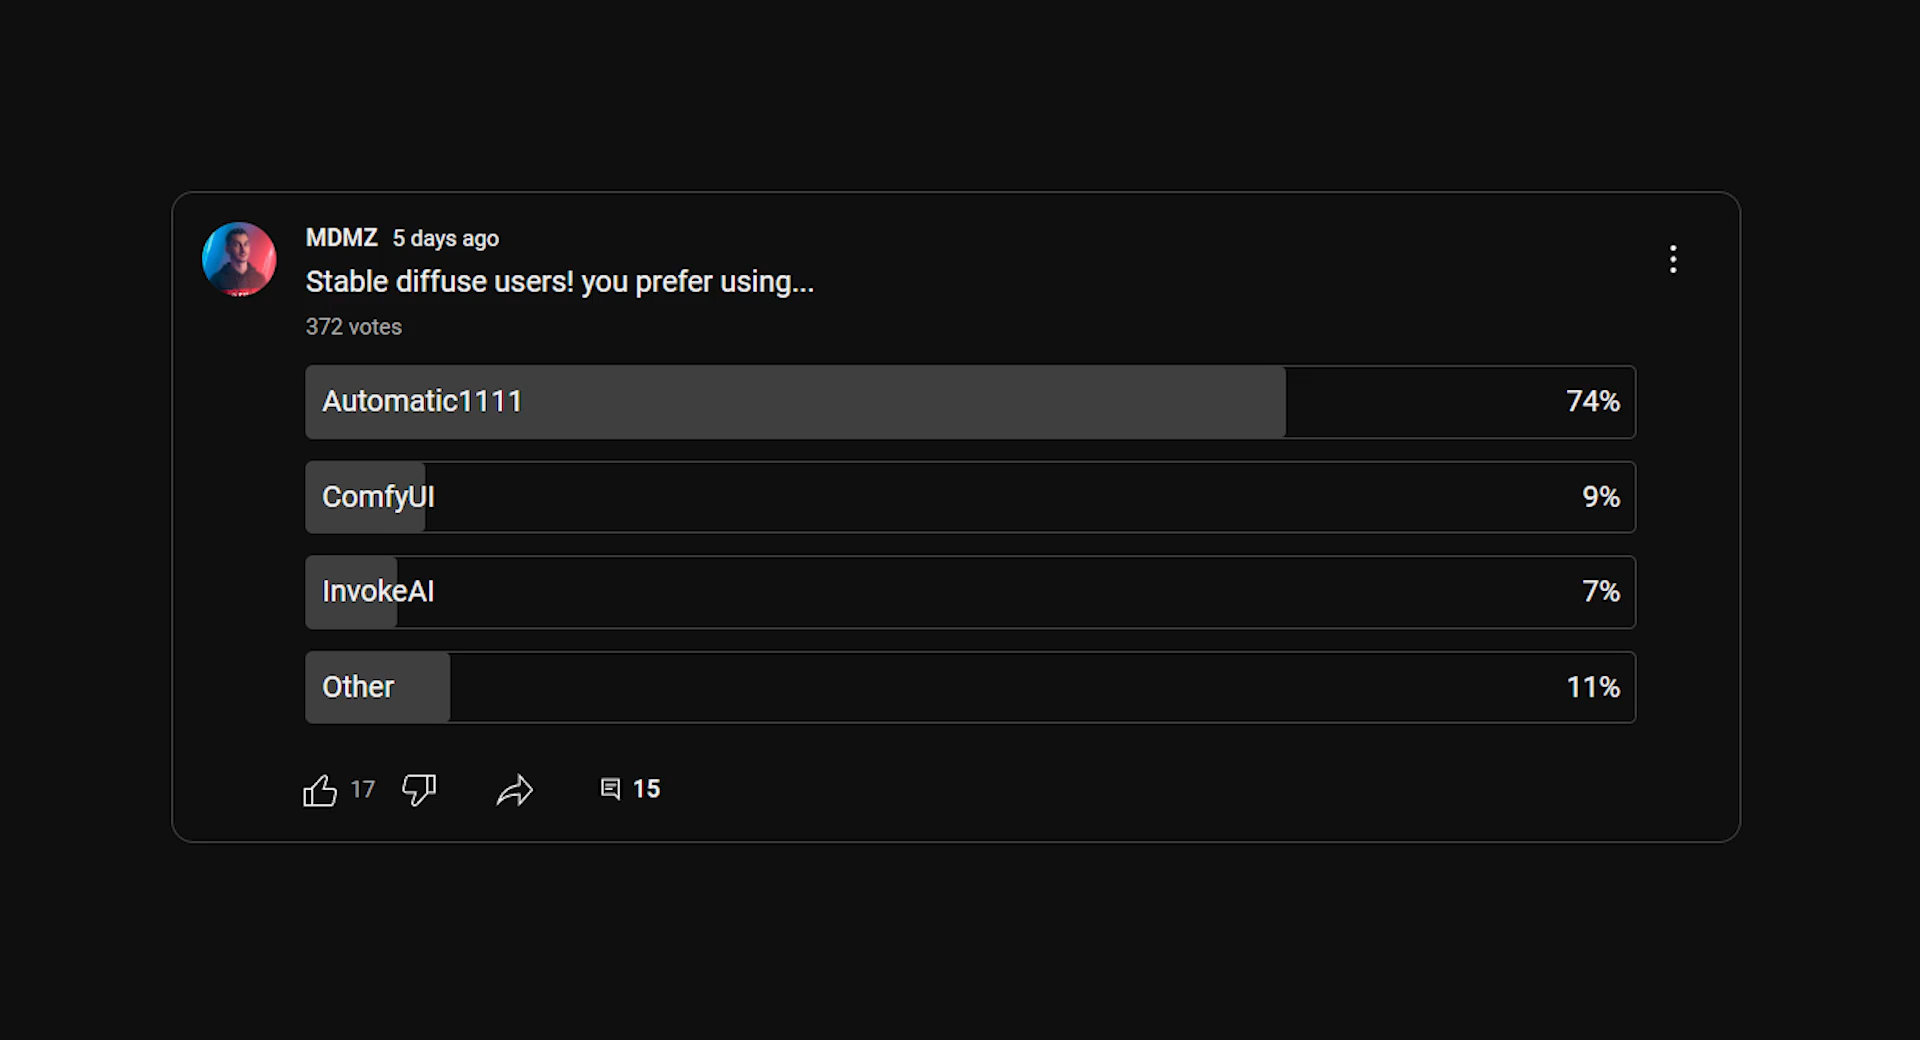 MDMZ 5 days ago
Stable diffuse users! you prefer using...
372 votes
Automatic1111 74%
ComfyUI 9%
InvokeAI 7%
Other 11%
17 15